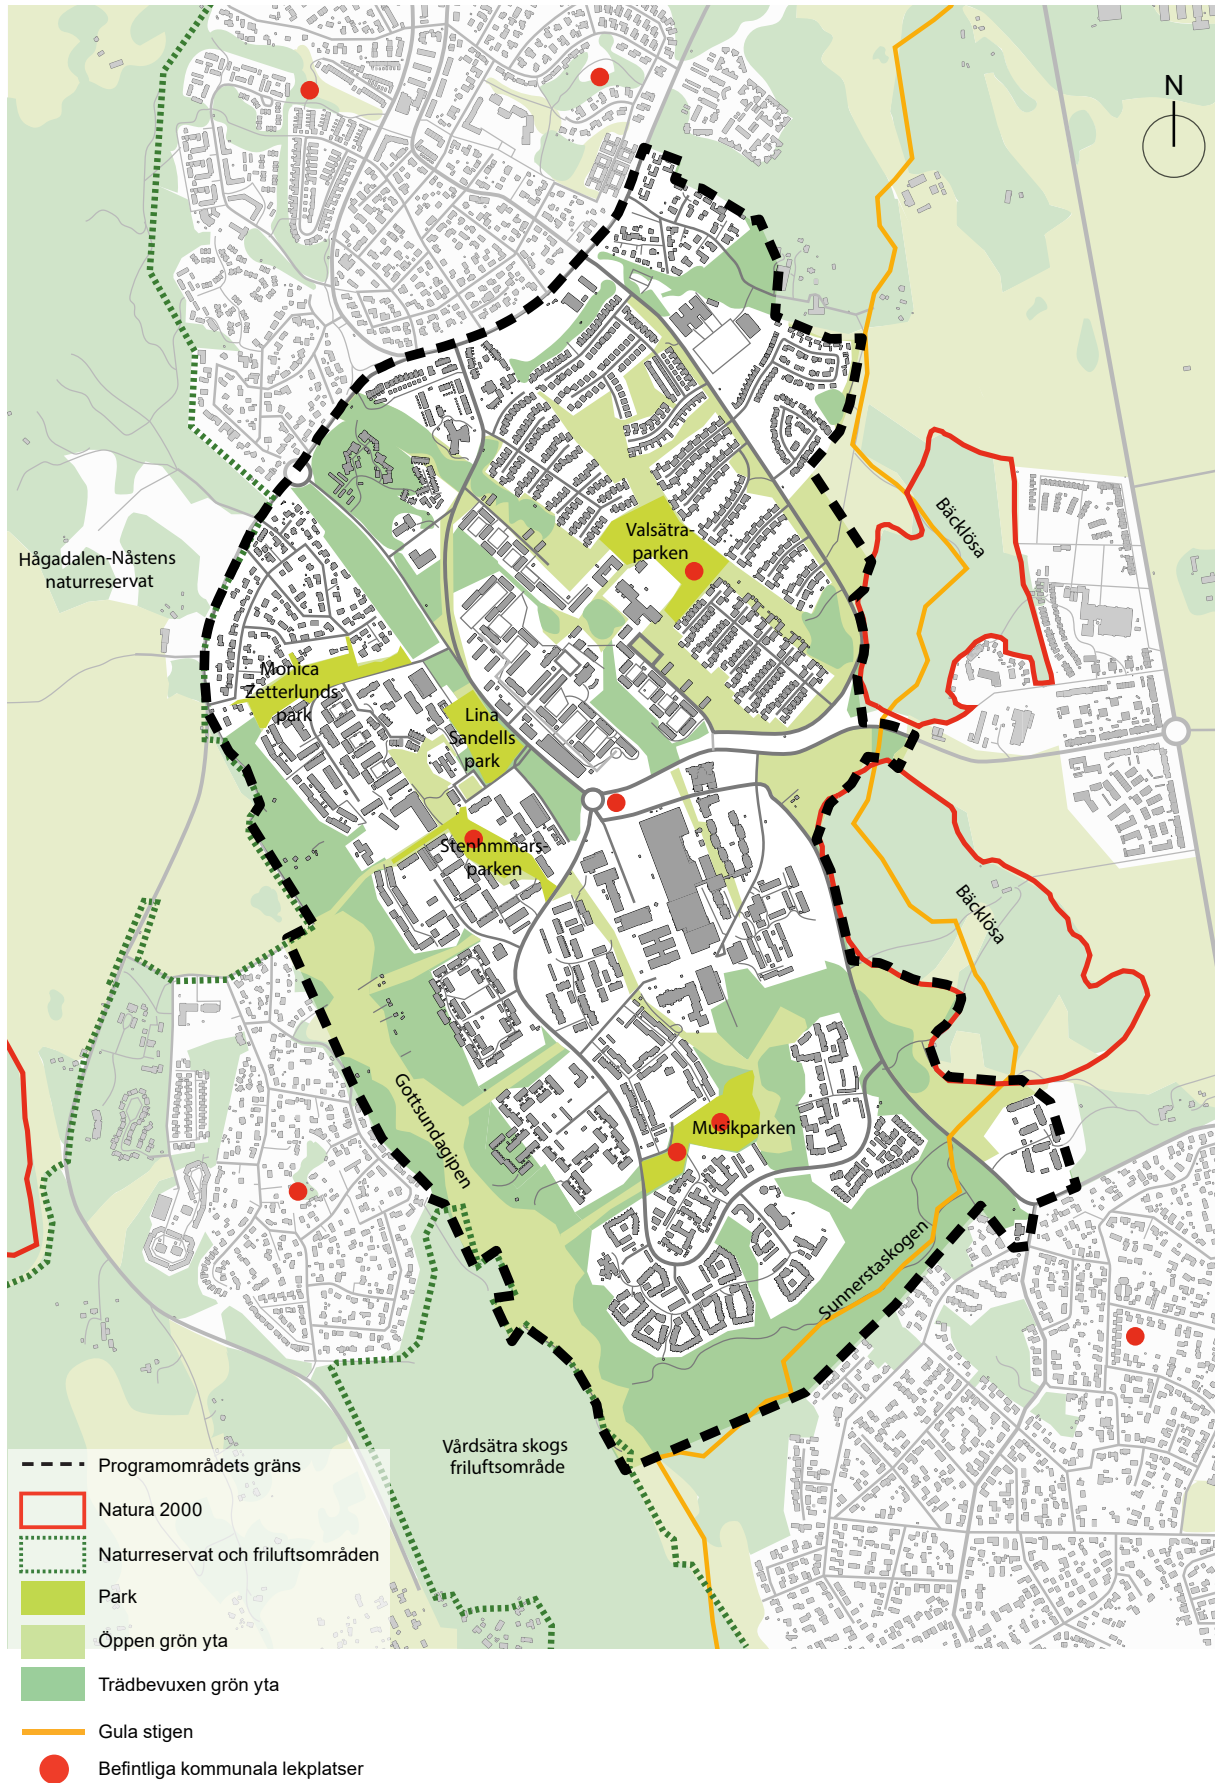 N
Bäcklösa
Valsätra-
parken
Hågadalen-Nåstens
naturreservat
Monica
Zetterlunds
park
Lina
Sandells
park
Stenhmmars-
parken
Bäcklösa
Gottsundagipen
Musikparken
Sunnerstaskogen
Vårdsätra skogs
friluftsområde
Programområdets gräns
Natura 2000
Naturreservat och friluftsområden
Park
Öppen grön yta
Trädbevuxen grön yta
Gula stigen
Befintliga kommunala lekplatser